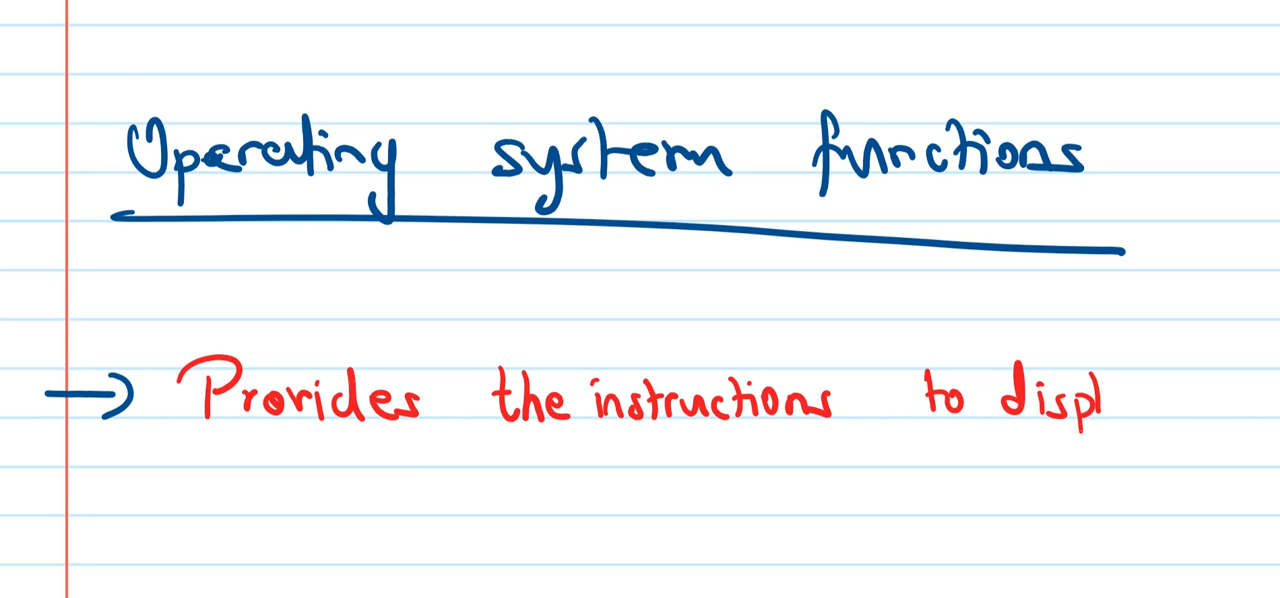 Operating system functions
→ Provides the instructions to displ